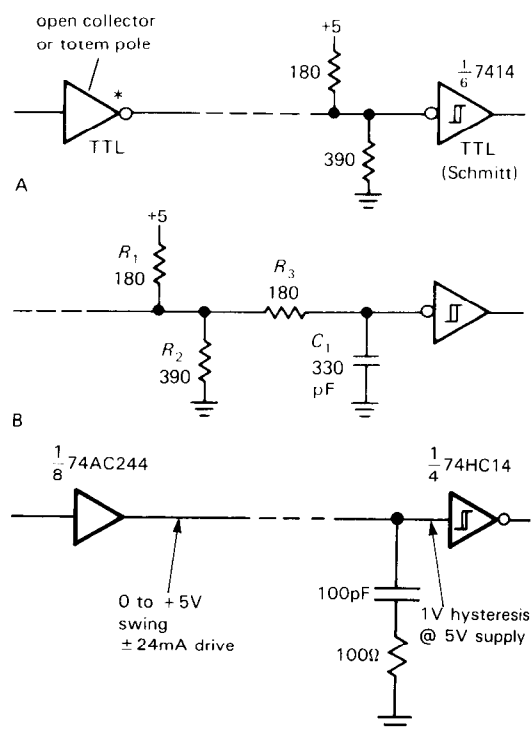 open collector
or totem pole
*
TTL
+5
180
390
1/6 7414
TTL
(Schmitt)
A
+5
R1
180
R2
390
R3
180
C1
330
pF
B
1/8 74AC244
0 to +5V
swing
±24mA drive
100pF
100Ω
1/4 74HC14
1V hysteresis
@ 5V supply